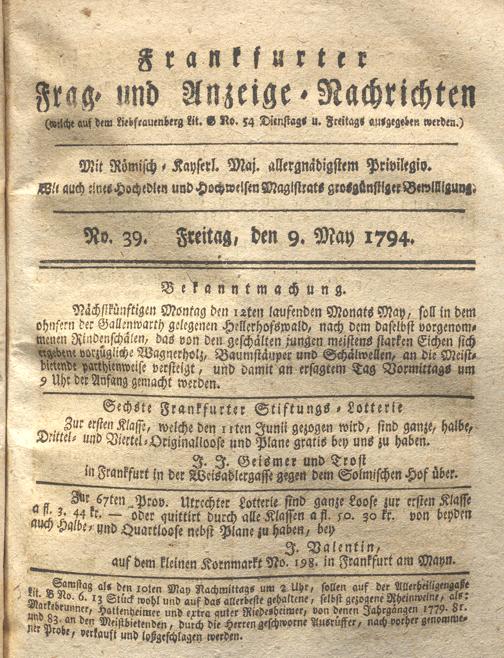 Frankfurter
Frag- und Anzeige-Nachrichten
(welche auf dem Liebfrauenberg Lit. G No. 54 Dienstags u. Freitags ausgegeben werden.)
Mit Römisch-Kayserl. Maj. allergnädigstem Privilegio.
Wie auch eines Hochedlen und Hochweisen Magistrats grosgünstiger Bewilligung.
No. 39. Freitag, den 9. May 1794.
Bekanntmachung.
Nächstkünftigen Montag den 12ten laufenden Monats May, soll in dem
ohnfern der Gallenwarth gelegenen Hellerhofswald, nach dem daselbst vorgenom-
menen Rindenschälen, das von den geschälten jungen meistens starken Eichen sich
ergebene vorzügliche Wagnerholz, Baumstäuper und Schälwellen, an die Meist-
bietende parthienweise versteigt, und damit an ersagtem Tag Vormittags um
9 Uhr der Anfang gemacht werden.
Sechste Frankfurter Stiftungs-Lotterie
Zur ersten Klasse, welche den 11ten Junii gezogen wird, sind ganze, halbe,
Drittel- und Viertel-Originalloose und Plane gratis bey uns zu haben.
J. J. Geismer und Trost
in Frankfurt in der Weisadlergasse gegen dem Solmischen Hof über.
Zur 67ten Prov. Utrechter Lotterie sind ganze Loose zur ersten Klasse
a fl. 3. 44 kr. — oder quittirt durch alle Klassen a fl. 50. 30 kr. von beyden
auch Halbe- und Quartloose nebst Plane zu haben, bey
J. Valentin,
auf dem kleinen Kornmarkt No. 198. in Frankfurt am Mayn.
Samstag als den 10ten May Nachmittags um 2 Uhr, sollen auf der Allerheiligengasse
Lit. B No. 6. 13 Stück wohl und auf das allerbeste gehaltene, selbst gezogene Rheinweine, als:
Markebrunner, Hattenheimer und extra guter Riedesheimer, von denen Jahrgängen 1779. 81.
und 83. an den Meistbietenden, durch die Herren geschworne Ausrüffer, nach vorher genomme-
ner Probe, verkauft und loßgeschlagen werden.